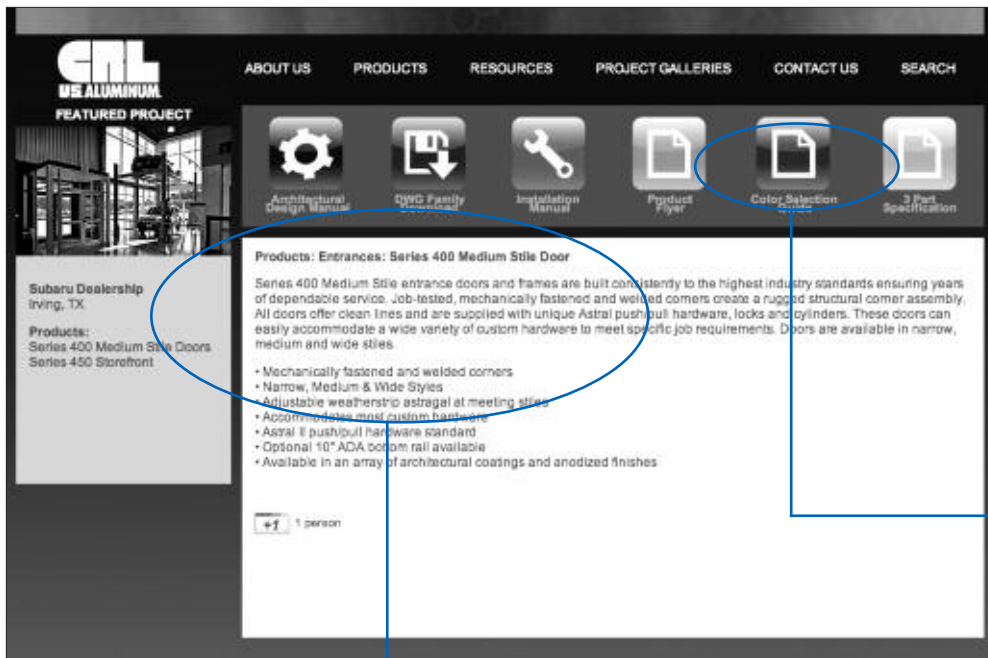 CRL
US ALUMINUM
ABOUT US PRODUCTS RESOURCES PROJECT GALLERIES CONTACT US SEARCH
FEATURED PROJECT
Architectural
Design Manual
DWG Family
Download
Installation
Manual
Product
Flyer
Color Selection
Guide
3 Part
Specification
Subaru Dealership
Irving, TX
Products:
Series 400 Medium Stile Doors
Series 450 Storefront
Products: Entrances: Series 400 Medium Stile Door
Series 400 Medium Stile entrance doors and frames are built consistently to the highest industry standards ensuring years
of dependable service. Job-tested, mechanically fastened and welded corners create a rugged structural corner assembly.
All doors offer clean lines and are supplied with unique Astral push/pull hardware, locks and cylinders. These doors can
easily accommodate a wide variety of custom hardware to meet specific job requirements. Doors are available in narrow,
medium and wide stiles.
• Mechanically fastened and welded corners
• Narrow, Medium & Wide Styles
• Adjustable weatherstrip astragal at meeting stiles
• Accommodates most custom hardware
• Astral II push/pull hardware standard
• Optional 10" ADA bottom rail available
• Available in an array of architectural coatings and anodized finishes
+1 1 person